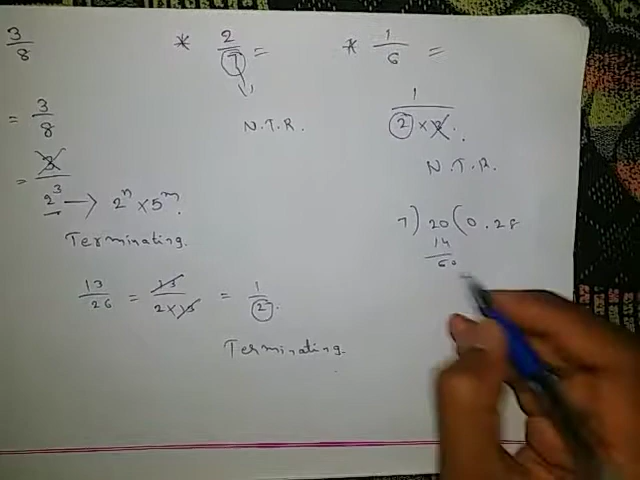 3/8
* 2/7 =
* 1/6 =
= 3/8
N.T.R.
1/2 ×
N.T.R.
= 3/2³ → 2ⁿ × 5ᵐ.
Terminating.
7) 20 ( 0.28
14
60
13/26 = 13/2×13 = 1/2.
Terminating.